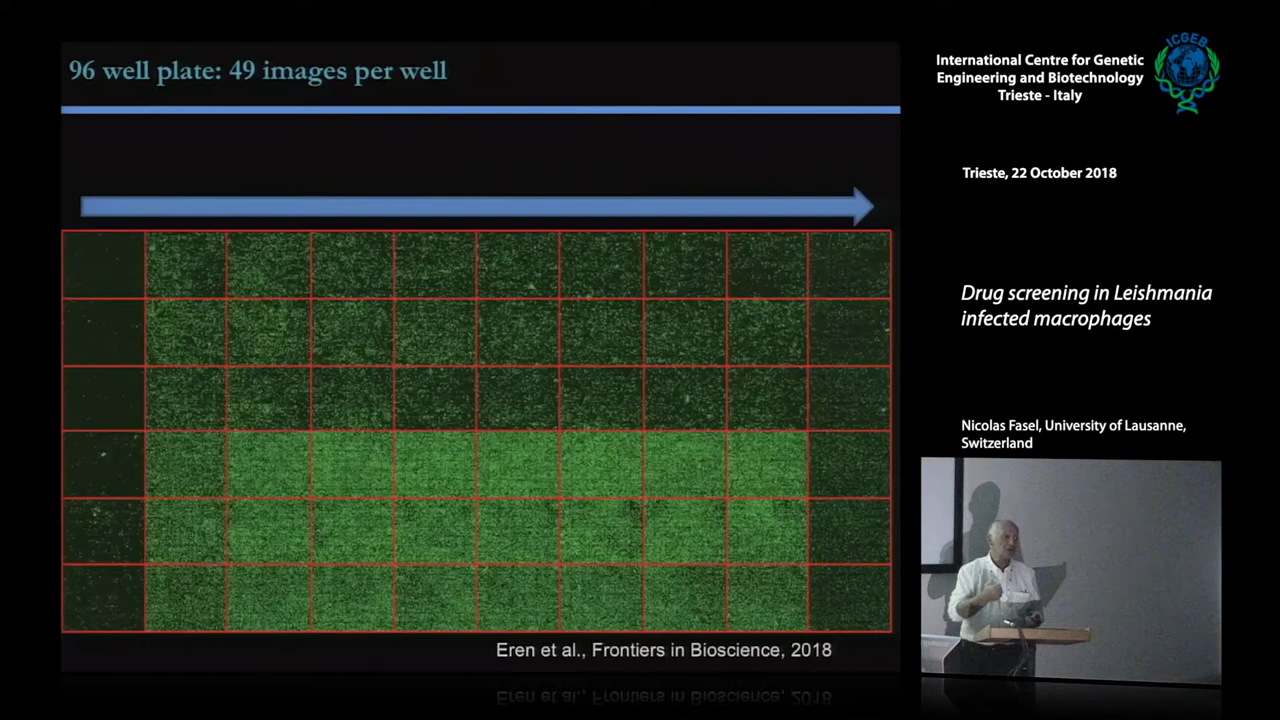 96 well plate: 49 images per well
Eren et al., Frontiers in Bioscience, 2018
International Centre for Genetic
Engineering and Biotechnology
Trieste - Italy
ICGEB
Trieste, 22 October 2018
Drug screening in Leishmania
infected macrophages
Nicolas Fasel, University of Lausanne,
Switzerland